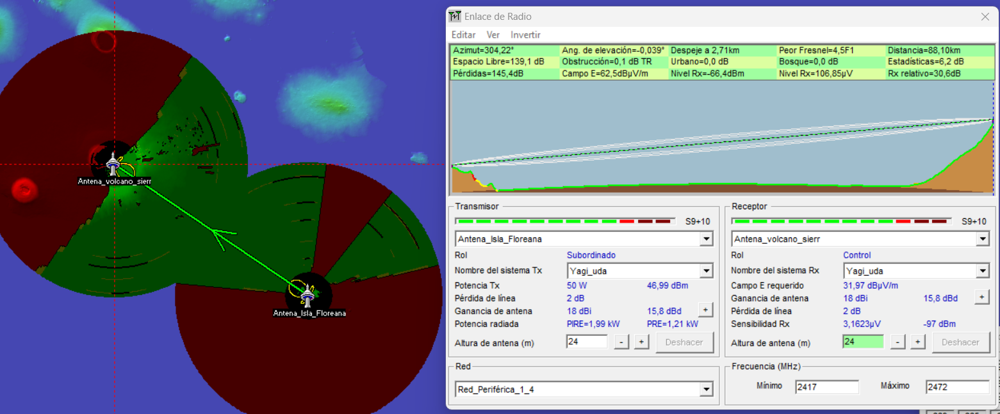 Antena_volcano_sierr
Antena_Isla_Floreana
Enlace de Radio
Editar Ver Invertir
Azimut=304,22° Ang. de elevación=-0,039° Despeje a 2,71km Peor Fresnel=4,5F1 Distancia=88,10km
Espacio Libre=139,1 dB Obstrucción=0,1 dB TR Urbano=0,0 dB Bosque=0,0 dB Estadísticas=6,2 dB
Pérdidas=145,4dB Campo E=62,5dBµV/m Nivel Rx=-66,4dBm Nivel Rx=106,85µV Rx relativo=30,6dB
Transmisor
S9+10
Antena_Isla_Floreana
Rol Subordinado
Nombre del sistema Tx Yagi_uda
Potencia Tx 50 W 46,99 dBm
Pérdida de línea 2 dB
Ganancia de antena 18 dBi 15,8 dBd +
Potencia radiada PIRE=1,99 kW PRE=1,21 kW
Altura de antena (m) 24 - + Deshacer
Receptor
S9+10
Antena_volcano_sierr
Rol Control
Nombre del sistema Rx Yagi_uda
Campo E requerido 31,97 dBµV/m
Ganancia de antena 18 dBi 15,8 dBd +
Pérdida de línea 2 dB
Sensibilidad Rx 3,1623µV -97 dBm
Altura de antena (m) 24 - + Deshacer
Red
Red_Periférica_1_4
Frecuencia (MHz)
Mínimo 2417 Máximo 2472